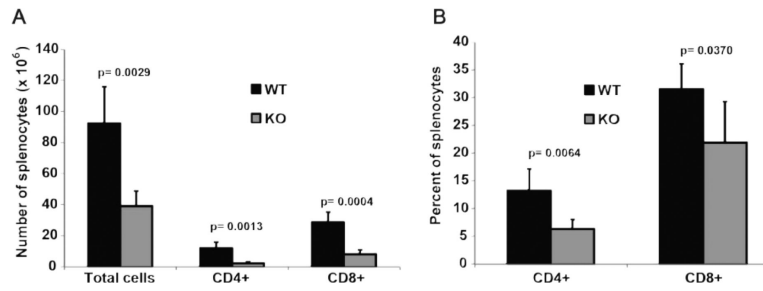 A
Number of splenocytes (x 10⁶)
140
120
100
80
60
40
20
0
p= 0.0029
p= 0.0013
p= 0.0004
WT
KO
Total cells
CD4+
CD8+
B
Percent of splenocytes
40
35
30
25
20
15
10
5
0
p= 0.0064
p= 0.0370
WT
KO
CD4+
CD8+